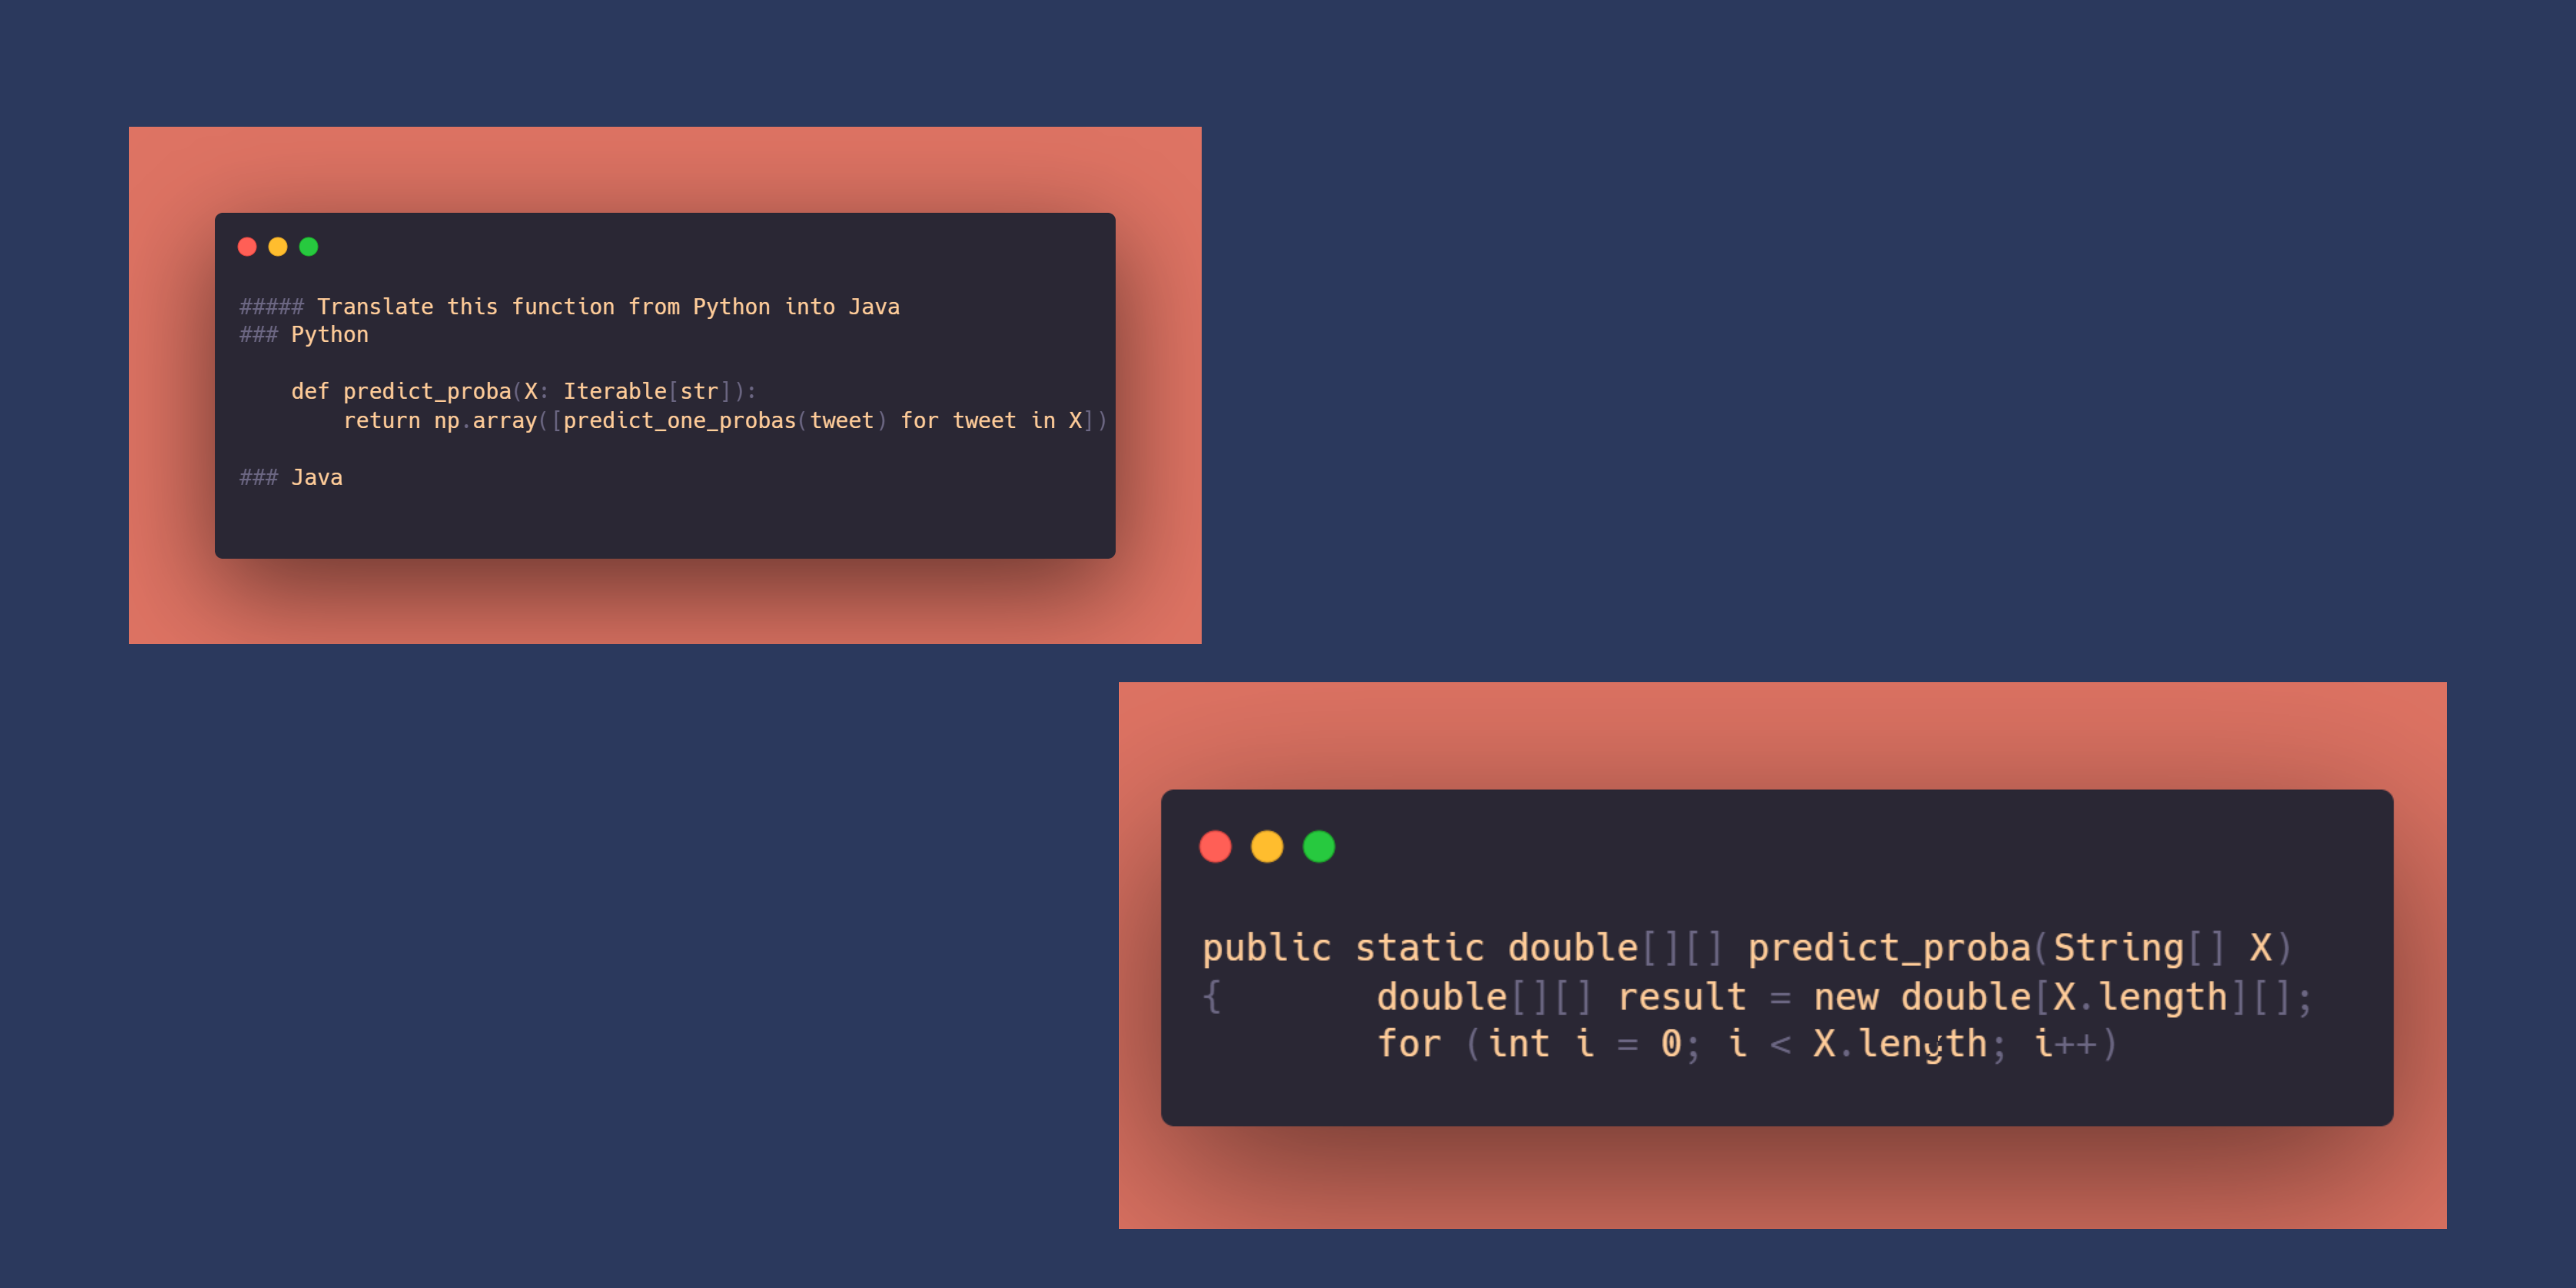 ##### Translate this function from Python into Java
### Python
    def predict_proba(X: Iterable[str]):
        return np.array([predict_one_probas(tweet) for tweet in X])
### Java
public static double[][] predict_proba(String[] X)
{       double[][] result = new double[X.length][];
        for (int i = 0; i < X.length; i++)